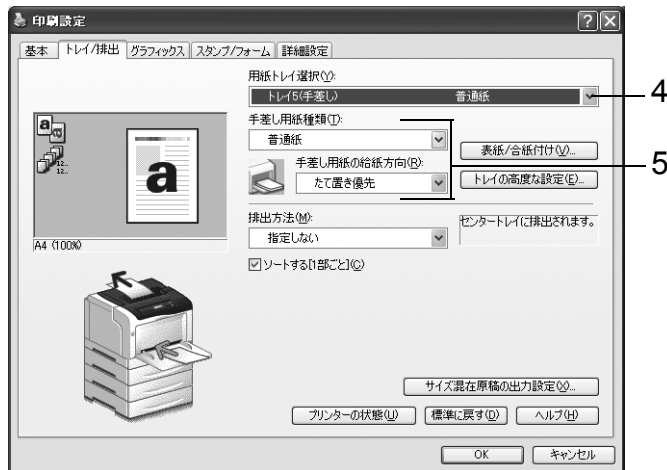 印刷設定
基本 トレイ/排出 グラフィックス スタンプ/フォーム 詳細設定
用紙トレイ選択(Y):
トレイ5(手差し) 普通紙
4
手差し用紙種類(T):
普通紙
表紙/合紙付け(V)...
5
手差し用紙の給紙方向(R):
たて置き優先
トレイの高度な設定(E)...
排出方法(M):
指定しない
センタートレイに排出されます。
A4 (100%)
ソートする[1部ごと](C)
サイズ混在原稿の出力設定(X)...
プリンターの状態(U) 標準に戻す(D) ヘルプ(H)
OK キャンセル